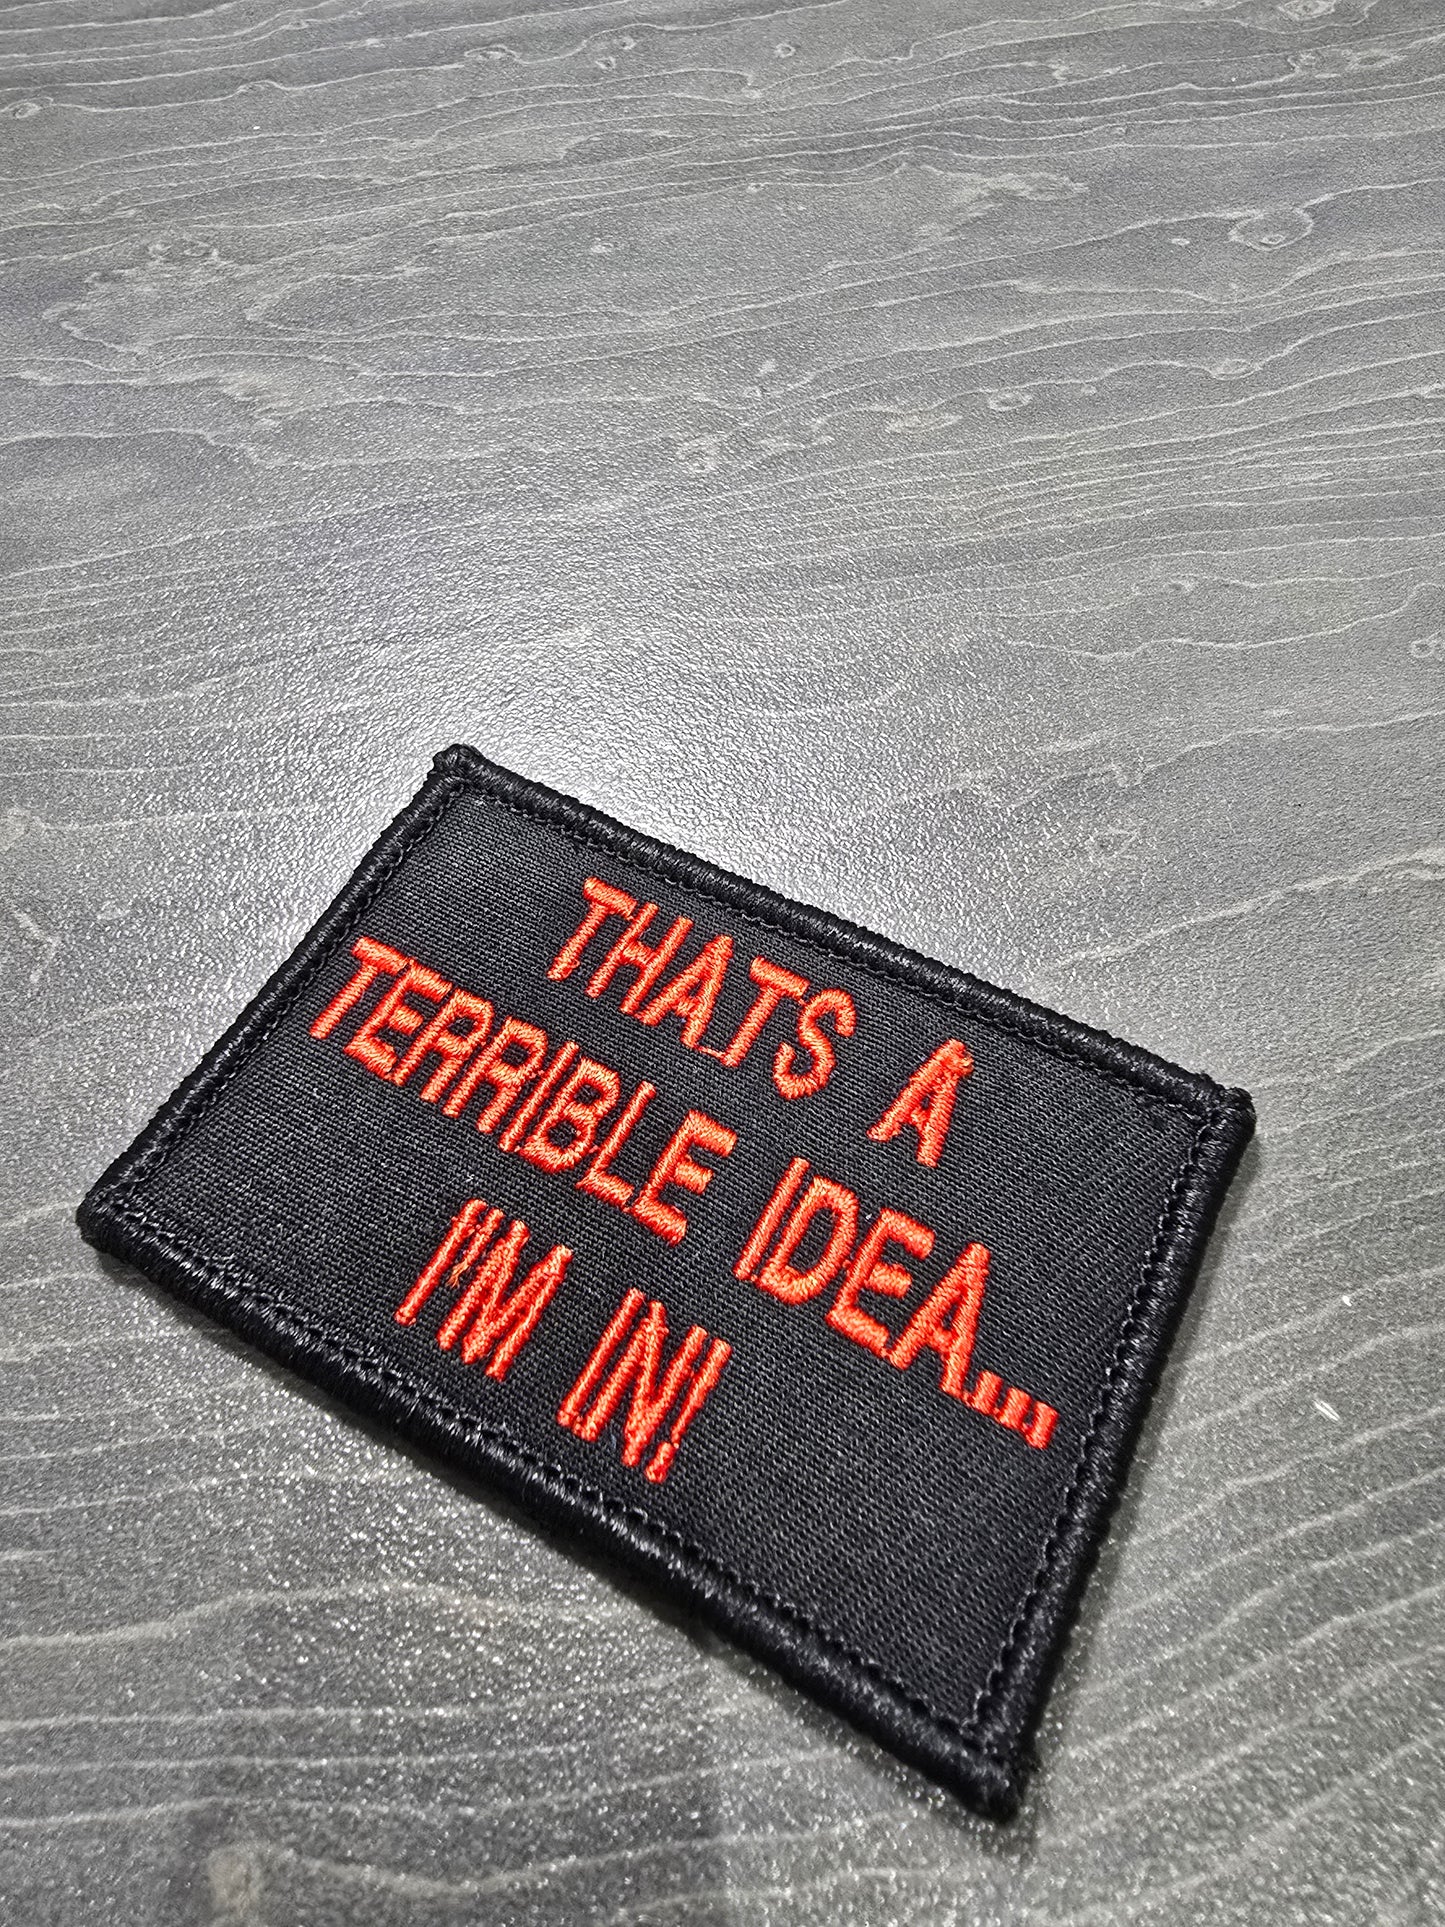 THATS A
TERRIBLE IDEA...
I'M IN!